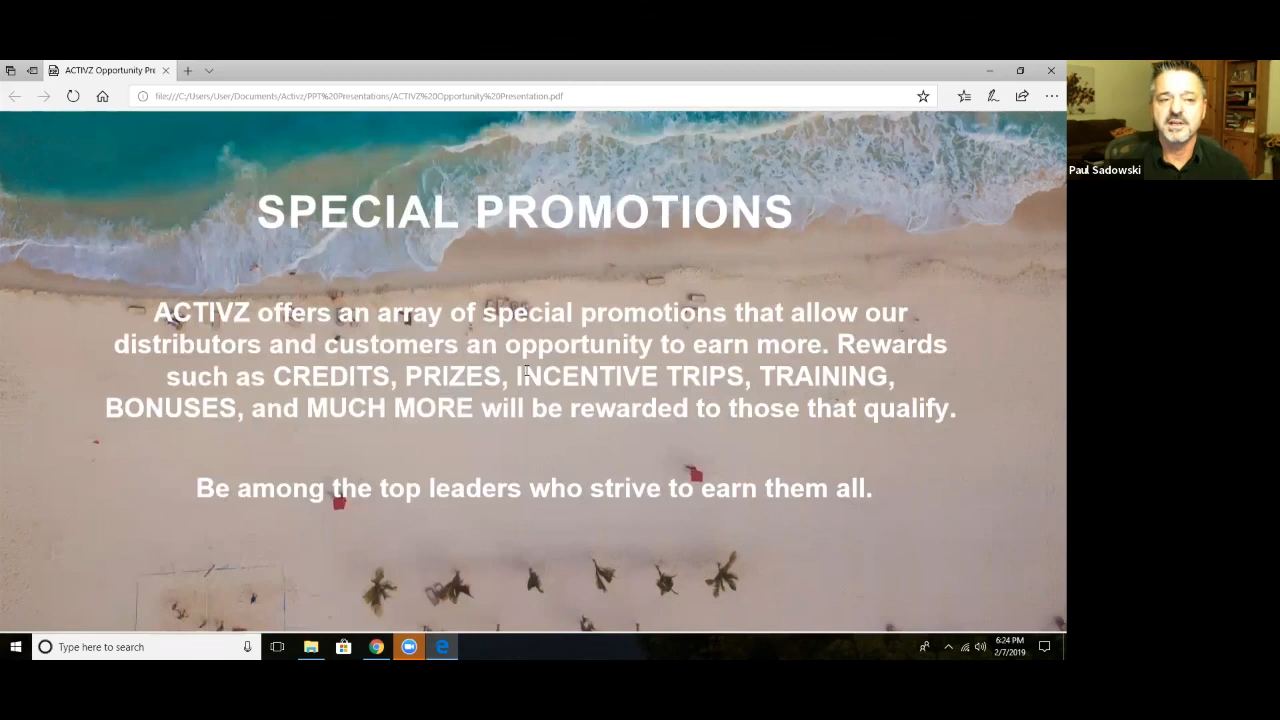 ACTIVZ Opportunity Pre
file:///C:/Users/User/Documents/Activz/PPT%20Presentations/ACTIVZ%20Opportunity%20Presentation.pdf
Paul Sadowski
SPECIAL PROMOTIONS
ACTIVZ offers an array of special promotions that allow our
distributors and customers an opportunity to earn more. Rewards
such as CREDITS, PRIZES, INCENTIVE TRIPS, TRAINING,
BONUSES, and MUCH MORE will be rewarded to those that qualify.
Be among the top leaders who strive to earn them all.
Type here to search
6:24 PM
2/7/2019